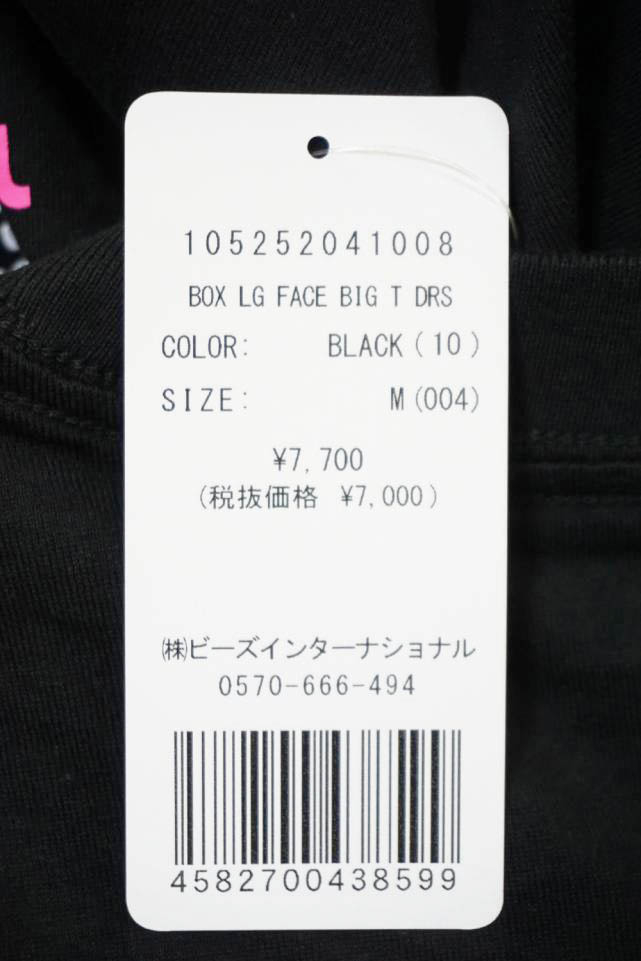 105252041008
BOX LG FACE BIG T DRS
COLOR: BLACK(10)
SIZE: M(004)
¥7,700
(税抜価格 ¥7,000)
㈱ビーズインターナショナル
0570-666-494
4582700438599